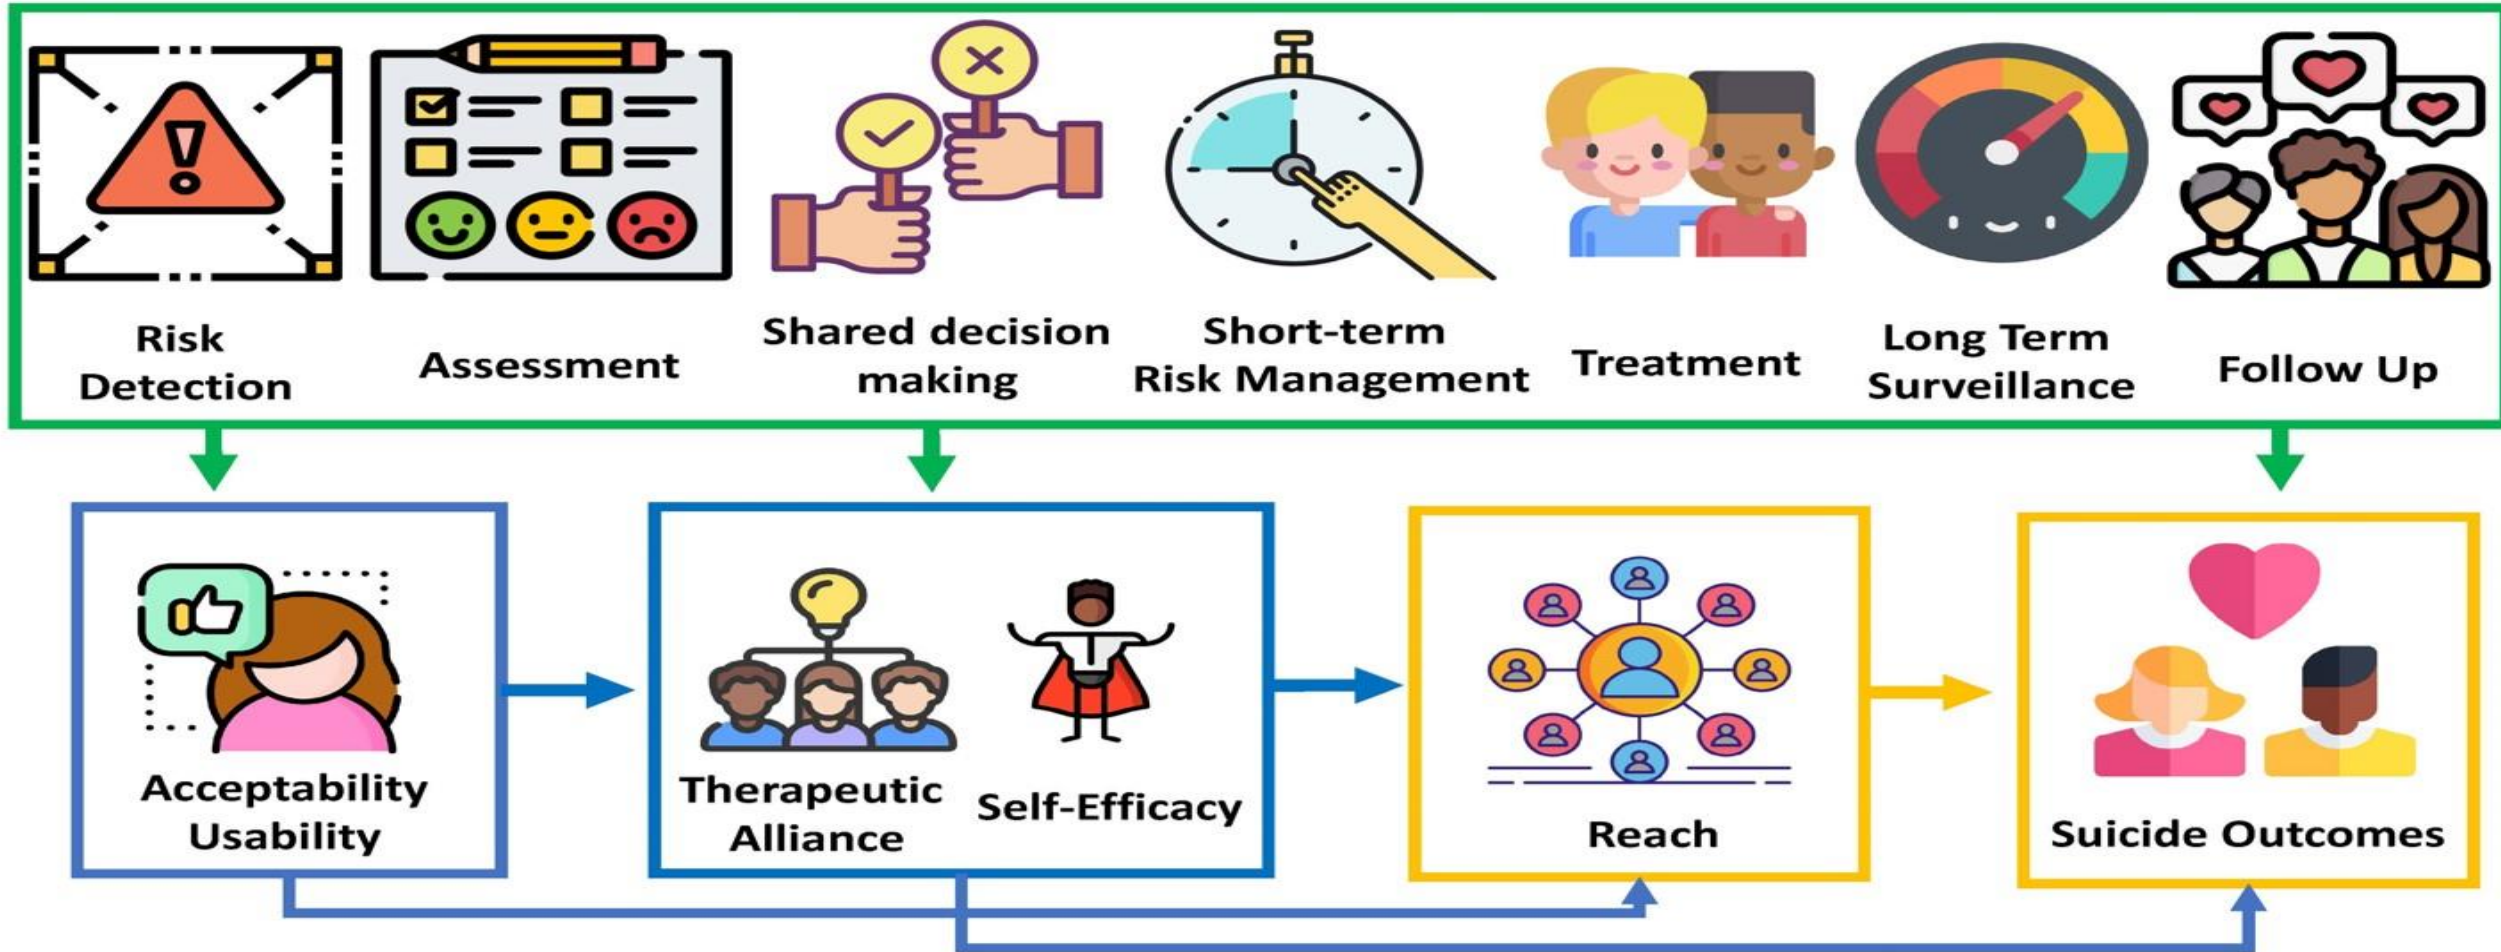 Risk
Detection
Assessment
Shared decision
making
Short-term
Risk Management
Treatment
Long Term
Surveillance
Follow Up
Acceptability
Usability
Therapeutic
Alliance
Self-Efficacy
Reach
Suicide Outcomes